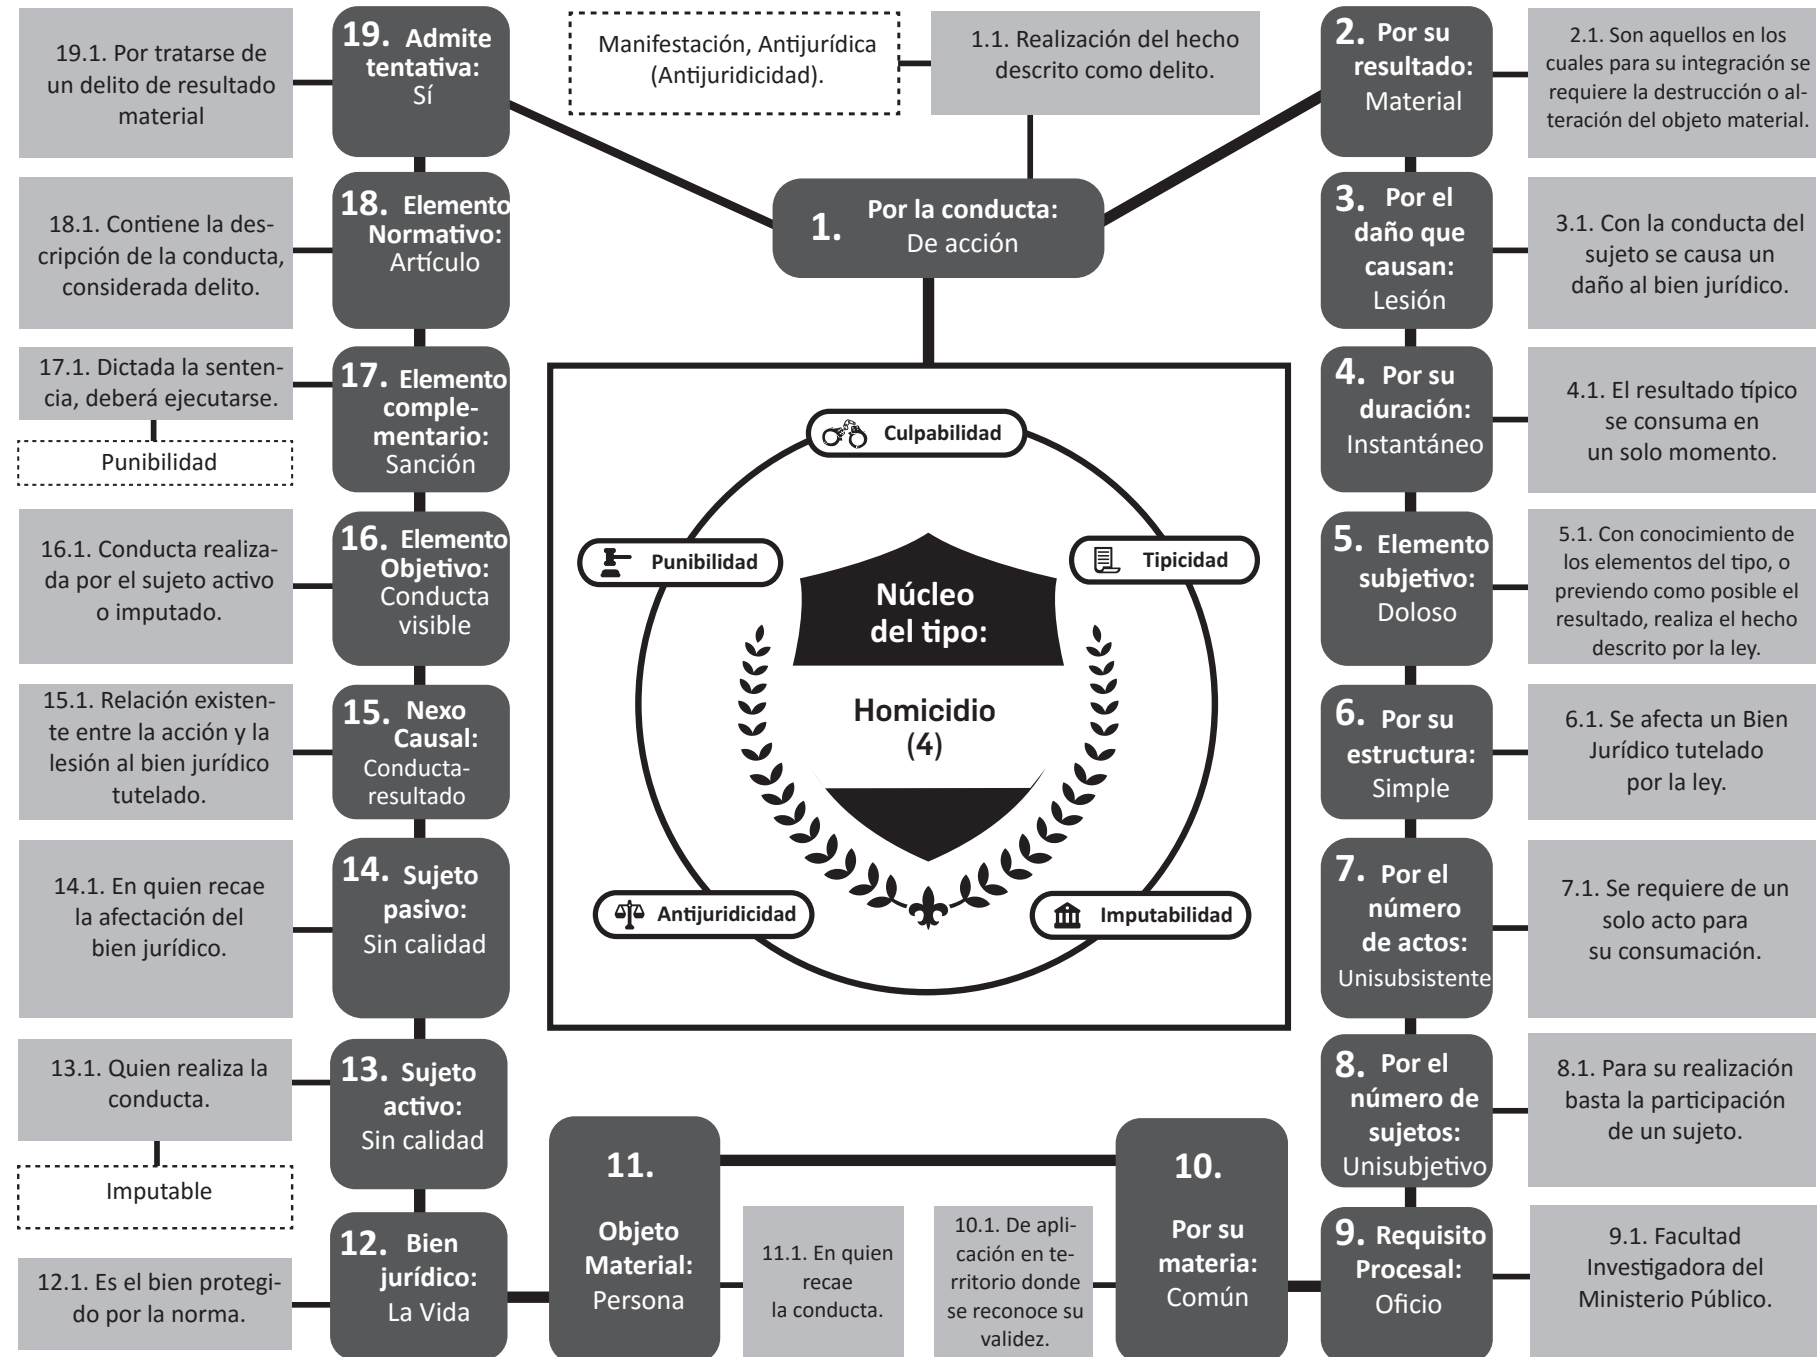 Manifestación, Antijurídica
(Antijuridicidad).
1.1. Realización del hecho
descrito como delito.
1. Por la conducta:
De acción
2. Por su
resultado:
Material
2.1. Son aquellos en los
cuales para su integración se
requiere la destrucción o al-
teración del objeto material.
3. Por el
daño que
causan:
Lesión
3.1. Con la conducta del
sujeto se causa un
daño al bien jurídico.
4. Por su
duración:
Instantáneo
4.1. El resultado típico
se consuma en
un solo momento.
5. Elemento
subjetivo:
Doloso
5.1. Con conocimiento de
los elementos del tipo, o
previendo como posible el
resultado, realiza el hecho
descrito por la ley.
6. Por su
estructura:
Simple
6.1. Se afecta un Bien
Jurídico tutelado
por la ley.
7. Por el
número
de actos:
Unisubsistente
7.1. Se requiere de un
solo acto para
su consumación.
8. Por el
número de
sujetos:
Unisubjetivo
8.1. Para su realización
basta la participación
de un sujeto.
9. Requisito
Procesal:
Oficio
9.1. Facultad
Investigadora del
Ministerio Público.
10.
Por su
materia:
Común
10.1. De apli-
cación en te-
rritorio donde
se reconoce su
validez.
11.
Objeto
Material:
Persona
11.1. En quien
recae
la conducta.
12. Bien
jurídico:
La Vida
12.1. Es el bien protegi-
do por la norma.
13. Sujeto
activo:
Sin calidad
13.1. Quien realiza la
conducta.
Imputable
14. Sujeto
pasivo:
Sin calidad
14.1. En quien recae
la afectación del
bien jurídico.
15. Nexo
Causal:
Conducta-
resultado
15.1. Relación existen-
te entre la acción y la
lesión al bien jurídico
tutelado.
16. Elemento
Objetivo:
Conducta
visible
16.1. Conducta realiza-
da por el sujeto activo
o imputado.
17. Elemento
comple-
mentario:
Sanción
17.1. Dictada la senten-
cia, deberá ejecutarse.
Punibilidad
18. Elemento
Normativo:
Artículo
18.1. Contiene la des-
cripción de la conducta,
considerada delito.
19. Admite
tentativa:
Sí
19.1. Por tratarse de
un delito de resultado
material
Culpabilidad
Punibilidad
Tipicidad
Núcleo
del tipo:
Homicidio
(4)
Antijuridicidad
Imputabilidad